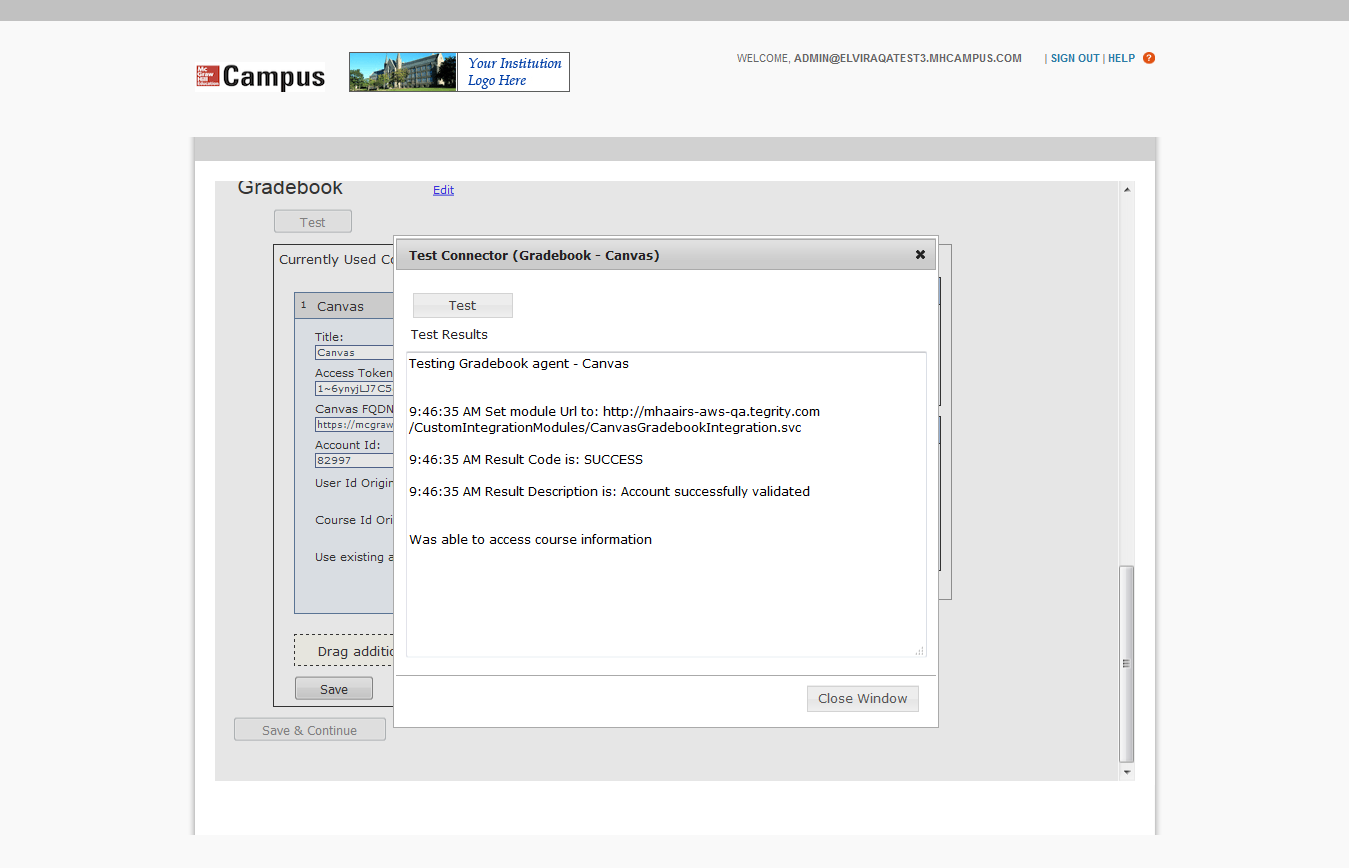 Mc
Graw
Hill
Education
Campus
Your Institution
Logo Here
WELCOME, ADMIN@ELVIRAQATEST3.MHCAMPUS.COM | SIGN OUT | HELP ?
Gradebook Edit
Test
Currently Used Co
1 Canvas
Title:
Canvas
Access Token
1~6ynyjLJ7C5
Canvas FQDN
https://mcgraw
Account Id:
82997
User Id Origin
Course Id Ori
Use existing a
Drag additio
Save
Save & Continue
Test Connector (Gradebook - Canvas)
Test
Test Results
Testing Gradebook agent - Canvas
9:46:35 AM Set module Url to: http://mhaairs-aws-qa.tegrity.com
/CustomIntegrationModules/CanvasGradebookIntegration.svc
9:46:35 AM Result Code is: SUCCESS
9:46:35 AM Result Description is: Account successfully validated
Was able to access course information
Close Window